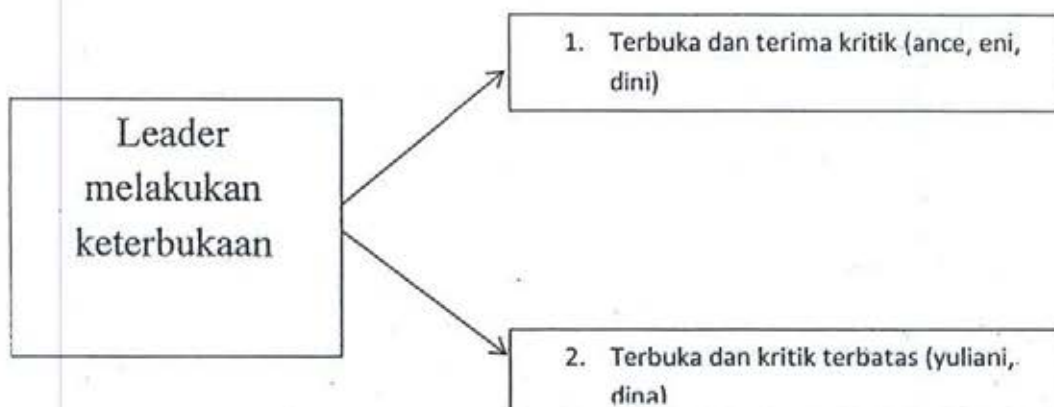 1. Terbuka dan terima kritik (ance, eni,
dini)
Leader
melakukan
keterbukaan
2. Terbuka dan kritik terbatas (yuliani,
dina)